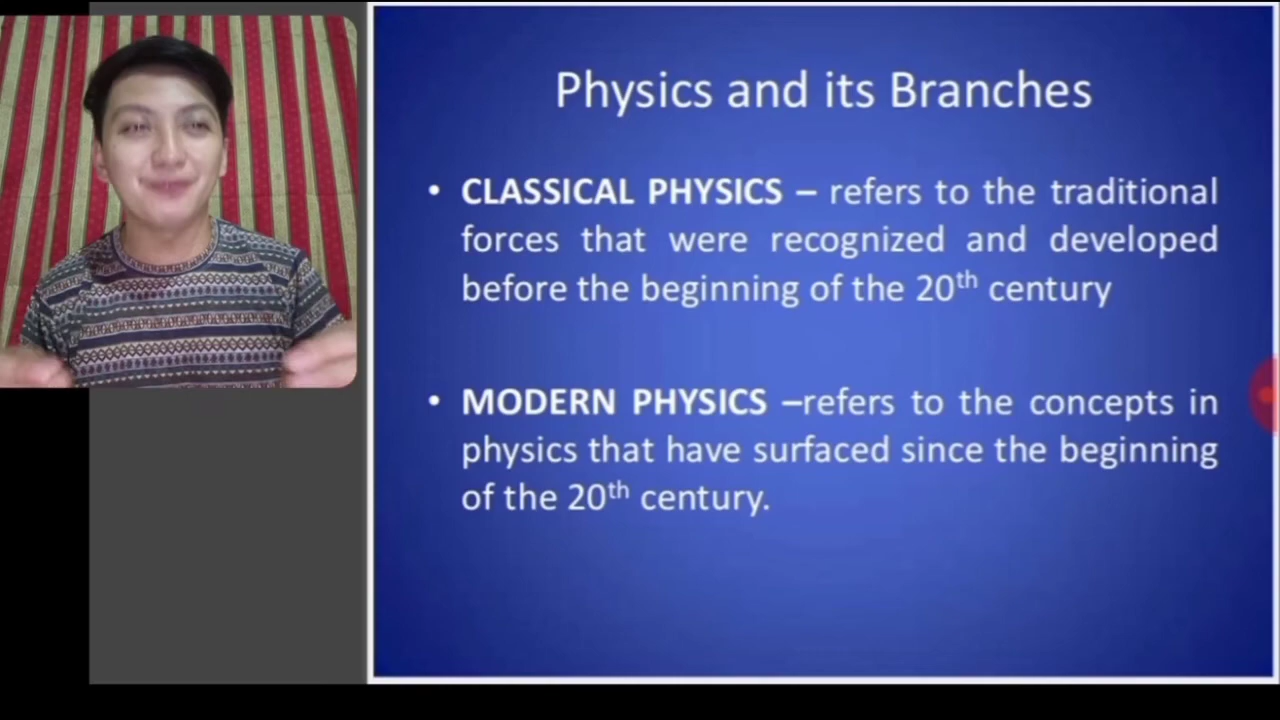 Physics and its Branches
• CLASSICAL PHYSICS – refers to the traditional
forces that were recognized and developed
before the beginning of the 20th century
• MODERN PHYSICS –refers to the concepts in
physics that have surfaced since the beginning
of the 20th century.